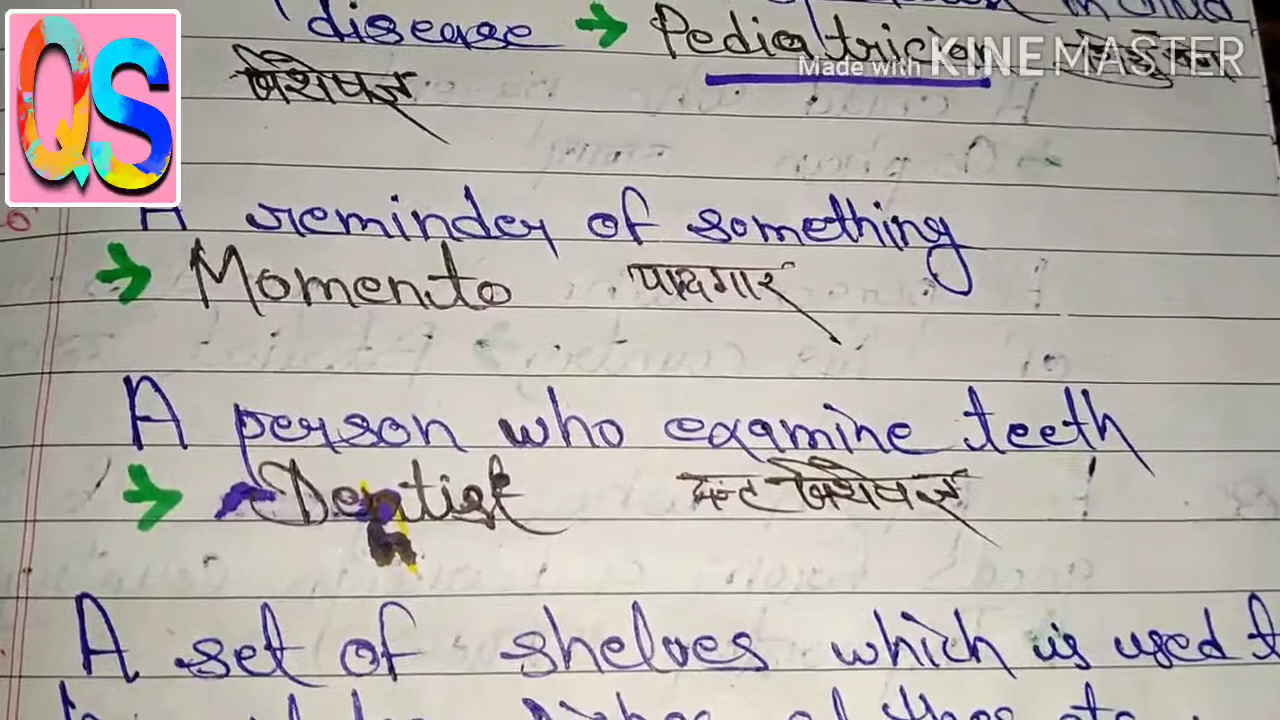 disease → Pediatrician
विशेषज्ञ
Made with KINEMASTER
QS
A reminder of something
→ Momento यादगार
A person who examine teeth
→ Dentist दन्त विशेषज्ञ
A set of shelves which is used t